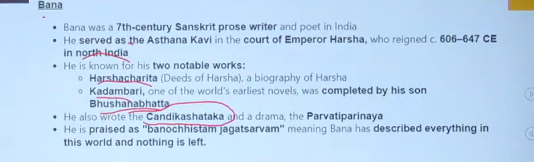 Bana
• Bana was a 7th-century Sanskrit prose writer and poet in India
• He served as the Asthana Kavi in the court of Emperor Harsha, who reigned c. 606–647 CE
in north India
• He is known for his two notable works:
○ Harshacharita (Deeds of Harsha), a biography of Harsha
○ Kadambari, one of the world's earliest novels, was completed by his son
Bhushanabhatta
• He also wrote the Candikashataka and a drama, the Parvatiparinaya
• He is praised as "banochhistam jagatsarvam" meaning Bana has described everything in
this world and nothing is left.